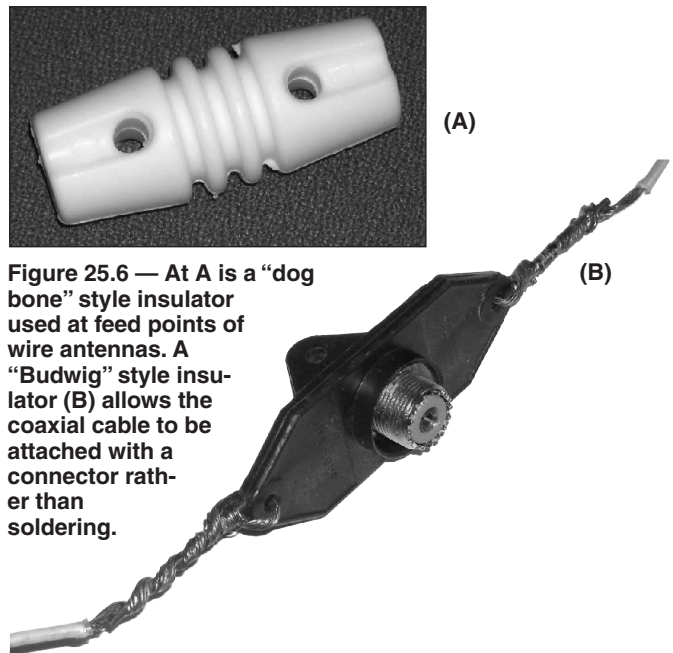 (A)
(B)
Figure 25.6 — At A is a “dog
bone” style insulator
used at feed points of
wire antennas. A
“Budwig” style insu-
lator (B) allows the
coaxial cable to be
attached with a
connector rath-
er than
soldering.